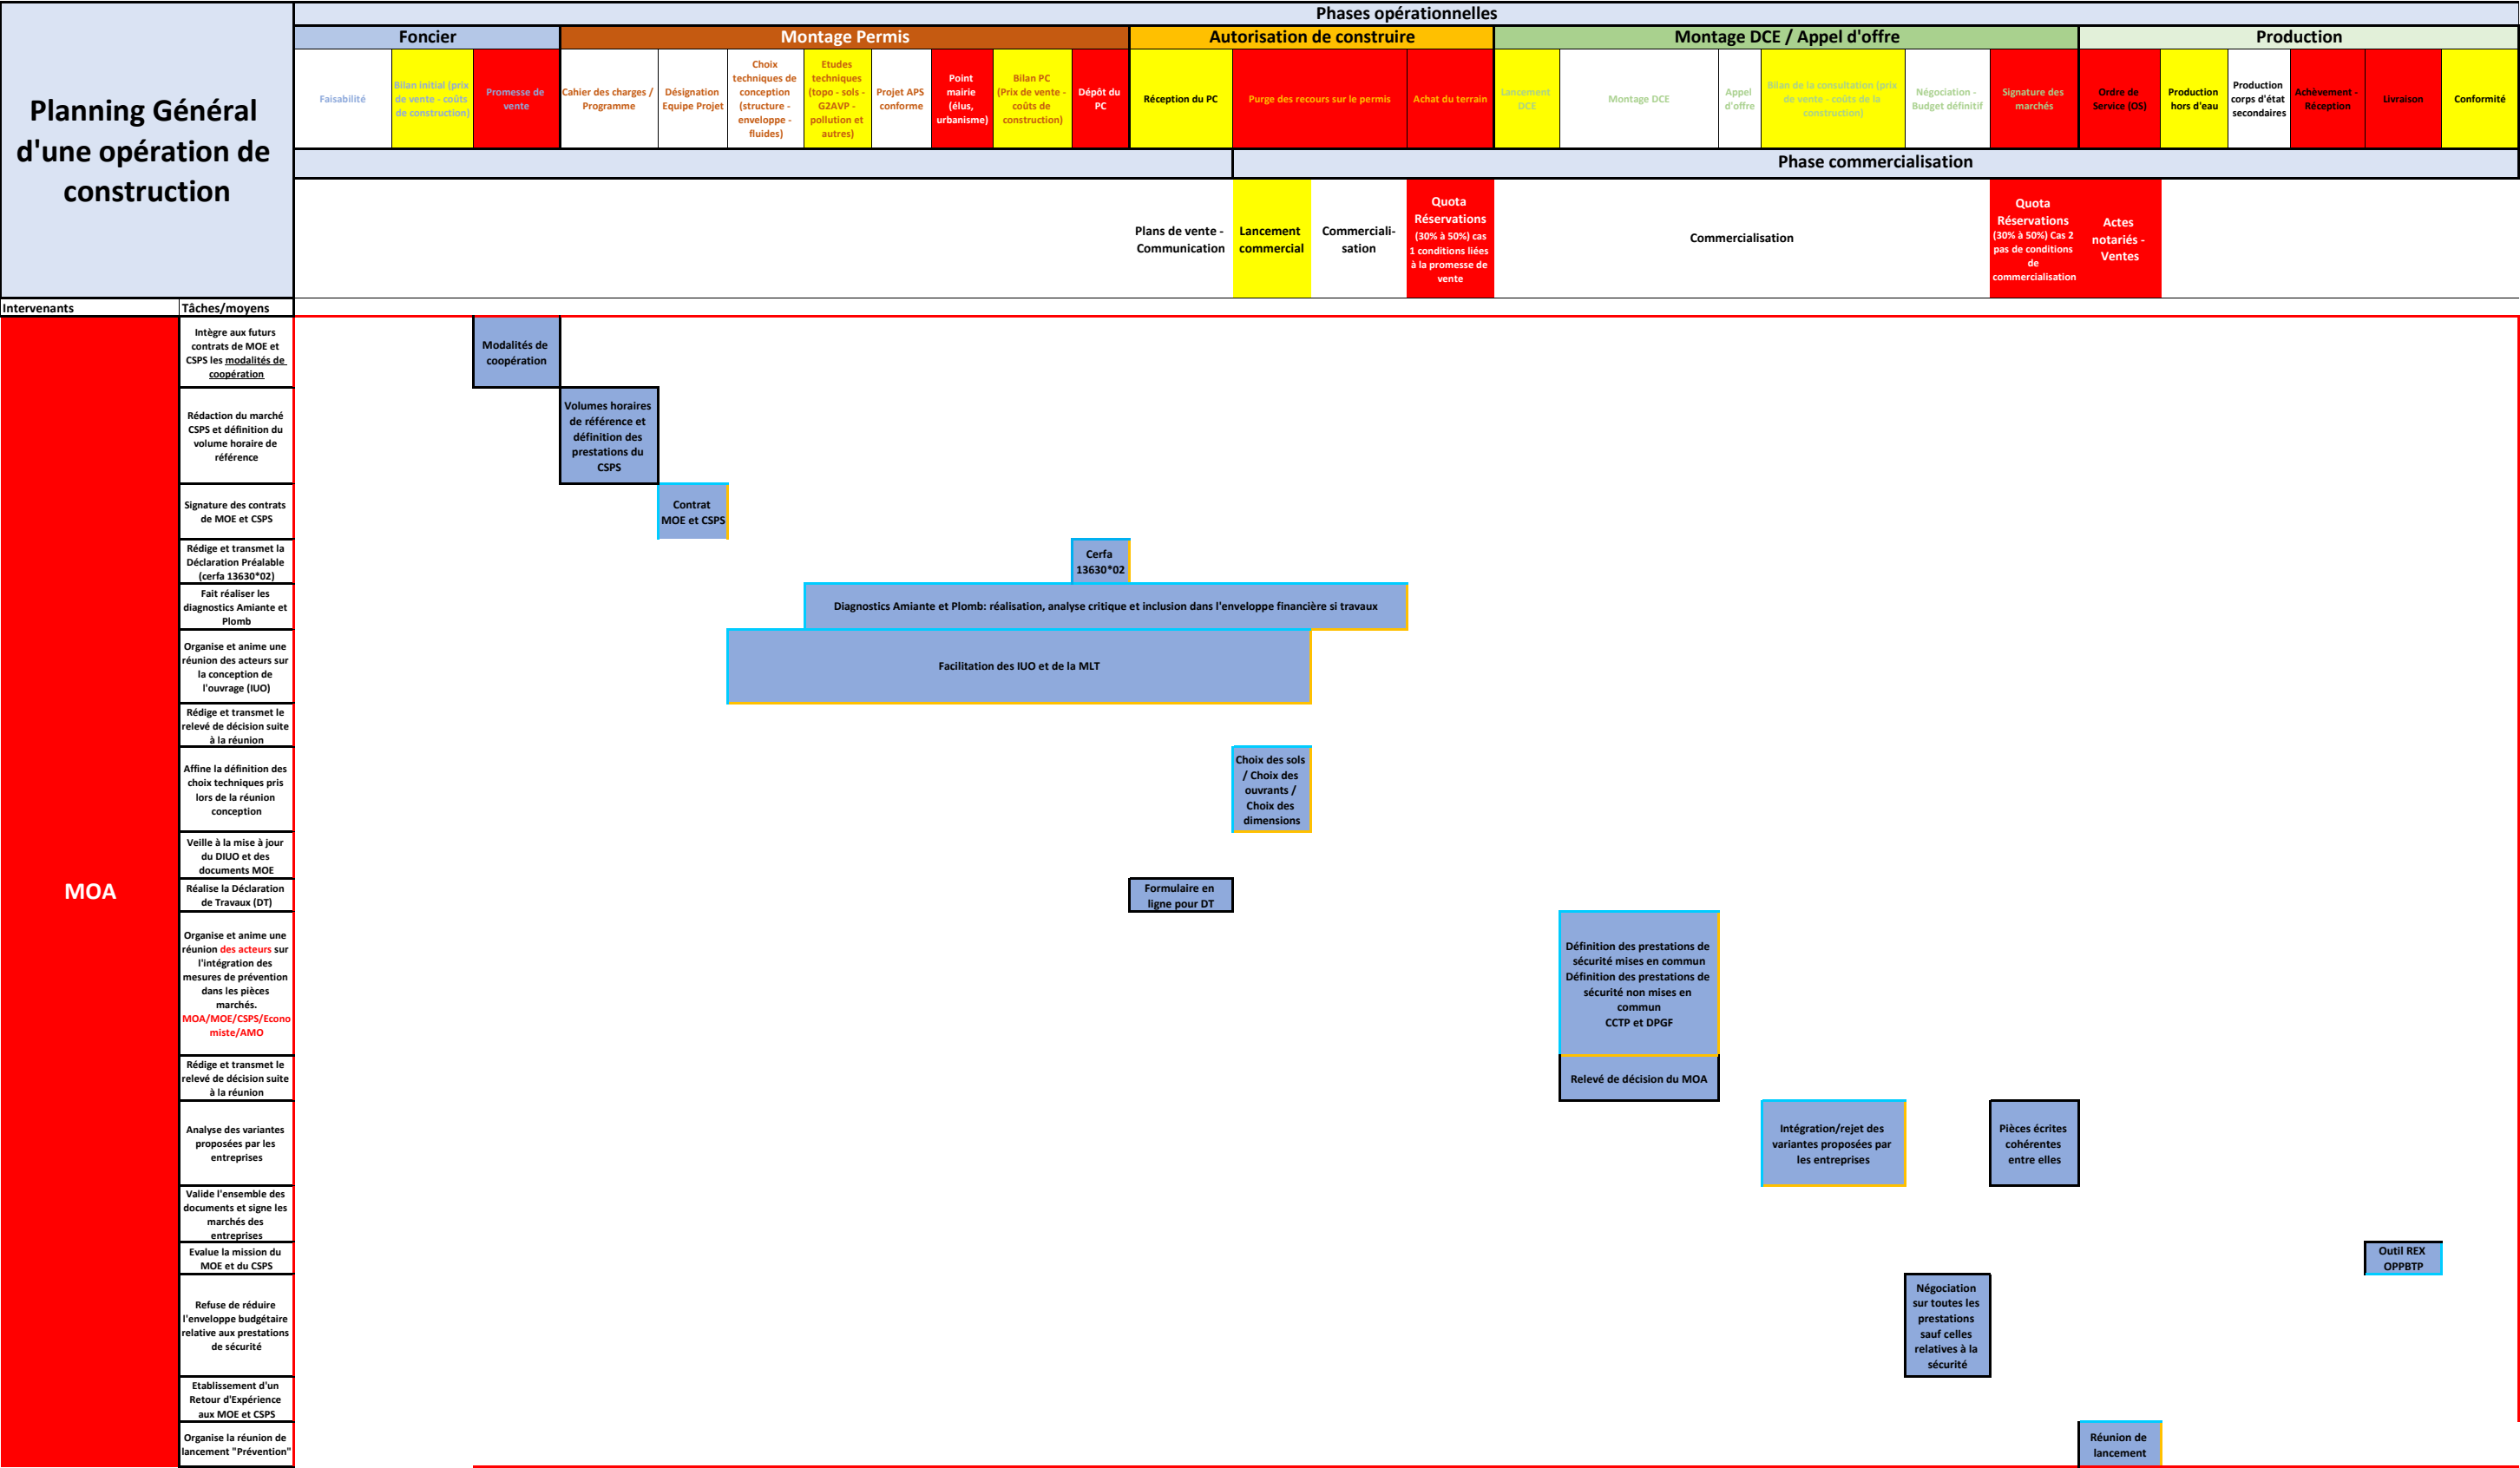 Planning Général
d'une opération de
construction
Phases opérationnelles
Foncier
Montage Permis
Autorisation de construire
Montage DCE / Appel d'offre
Production
Faisabilité
Bilan initial (prix
de vente - coûts
de construction)
Promesse de
vente
Cahier des charges /
Programme
Désignation
Equipe Projet
Choix
techniques de
conception
(structure -
enveloppe -
fluides)
Etudes
techniques
(topo - sols -
G2AVP -
pollution et
autres)
Projet APS
conforme
Point
mairie
(élus,
urbanisme)
Bilan PC
(Prix de vente -
coûts de
construction)
Dépôt du
PC
Réception du PC
Purge des recours sur le permis
Achat du terrain
Lancement
DCE
Montage DCE
Appel
d'offre
Bilan de la consultation (prix
de vente - coûts de la
construction)
Négociation -
Budget définitif
Signature des
marchés
Ordre de
Service (OS)
Production
hors d'eau
Production
corps d'état
secondaires
Achèvement -
Réception
Livraison
Conformité
Phase commercialisation
Plans de vente -
Communication
Lancement
commercial
Commerciali-
sation
Quota
Réservations
(30% à 50%) cas
1 conditions liées
à la promesse de
vente
Commercialisation
Quota
Réservations
(30% à 50%) Cas 2
pas de conditions
de
commercialisation
Actes
notariés -
Ventes
Intervenants
Tâches/moyens
MOA
Intègre aux futurs
contrats de MOE et
CSPS les modalités de
coopération
Modalités de
coopération
Rédaction du marché
CSPS et définition du
volume horaire de
référence
Volumes horaires
de référence et
définition des
prestations du
CSPS
Signature des contrats
de MOE et CSPS
Contrat
MOE et CSPS
Rédige et transmet la
Déclaration Préalable
(cerfa 13630*02)
Cerfa
13630*02
Fait réaliser les
diagnostics Amiante et
Plomb
Diagnostics Amiante et Plomb: réalisation, analyse critique et inclusion dans l'enveloppe financière si travaux
Organise et anime une
réunion des acteurs sur
la conception de
l'ouvrage (IUO)
Facilitation des IUO et de la MLT
Rédige et transmet le
relevé de décision suite
à la réunion
Affine la définition des
choix techniques pris
lors de la réunion
conception
Choix des sols
/ Choix des
ouvrants /
Choix des
dimensions
Veille à la mise à jour
du DIUO et des
documents MOE
Réalise la Déclaration
de Travaux (DT)
Formulaire en
ligne pour DT
Organise et anime une
réunion des acteurs sur
l'intégration des
mesures de prévention
dans les pièces
marchés.
MOA/MOE/CSPS/Econo
miste/AMO
Définition des prestations de
sécurité mises en commun
Définition des prestations de
sécurité non mises en
commun
CCTP et DPGF
Rédige et transmet le
relevé de décision suite
à la réunion
Relevé de décision du MOA
Analyse des variantes
proposées par les
entreprises
Intégration/rejet des
variantes proposées par
les entreprises
Pièces écrites
cohérentes
entre elles
Valide l'ensemble des
documents et signe les
marchés des
entreprises
Evalue la mission du
MOE et du CSPS
Outil REX
OPPBTP
Refuse de réduire
l'enveloppe budgétaire
relative aux prestations
de sécurité
Négociation
sur toutes les
prestations
sauf celles
relatives à la
sécurité
Etablissement d'un
Retour d'Expérience
aux MOE et CSPS
Organise la réunion de
lancement "Prévention"
Réunion de
lancement